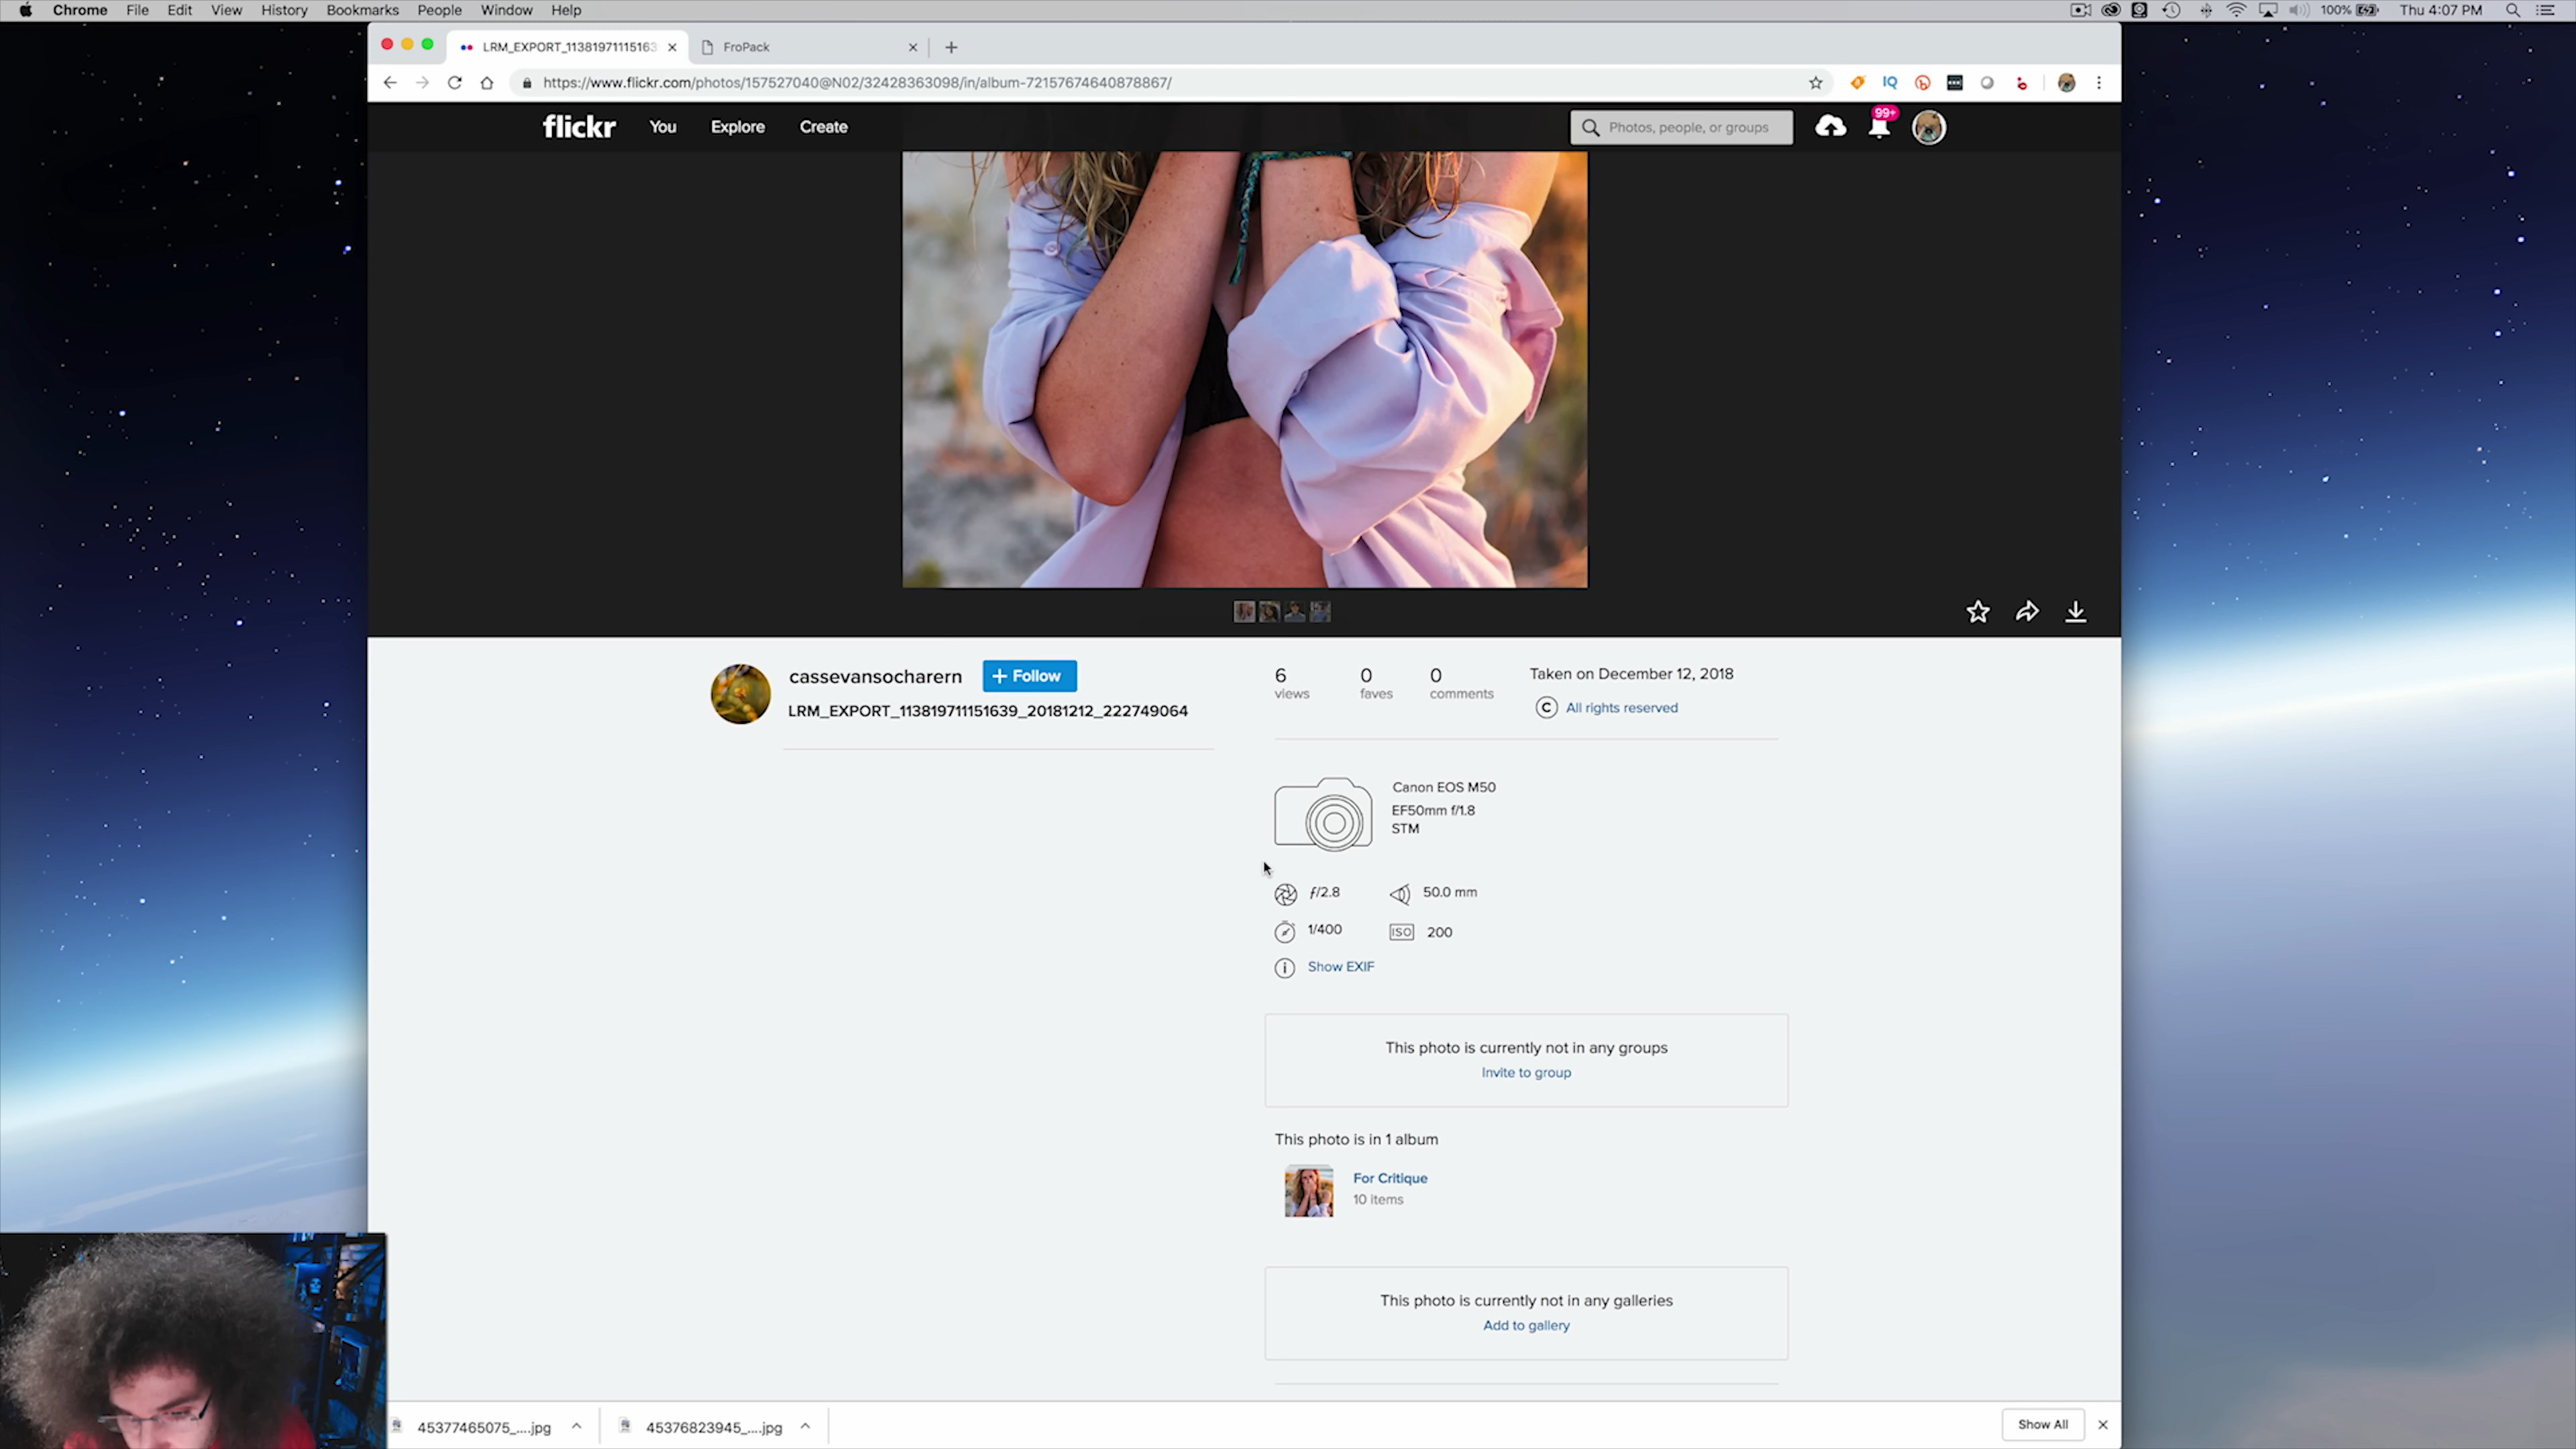 Chrome File Edit View History Bookmarks People Window Help 100% Thu 4:07 PM
LRM_EXPORT_11381971115163 FroPack
https://www.flickr.com/photos/157527040@N02/32428363098/in/album-72157674640878867/ IQ
flickr You Explore Create Photos, people, or groups 99+
cassevansocharern + Follow
LRM_EXPORT_113819711151639_20181212_222749064
6 0 0 Taken on December 12, 2018
views faves comments
All rights reserved
Canon EOS M50
EF50mm f/1.8
STM
ƒ/2.8 50.0 mm
1/400 ISO 200
Show EXIF
This photo is currently not in any groups
Invite to group
This photo is in 1 album
For Critique
10 items
This photo is currently not in any galleries
Add to gallery
45377465075_....jpg 45376823945_....jpg Show All